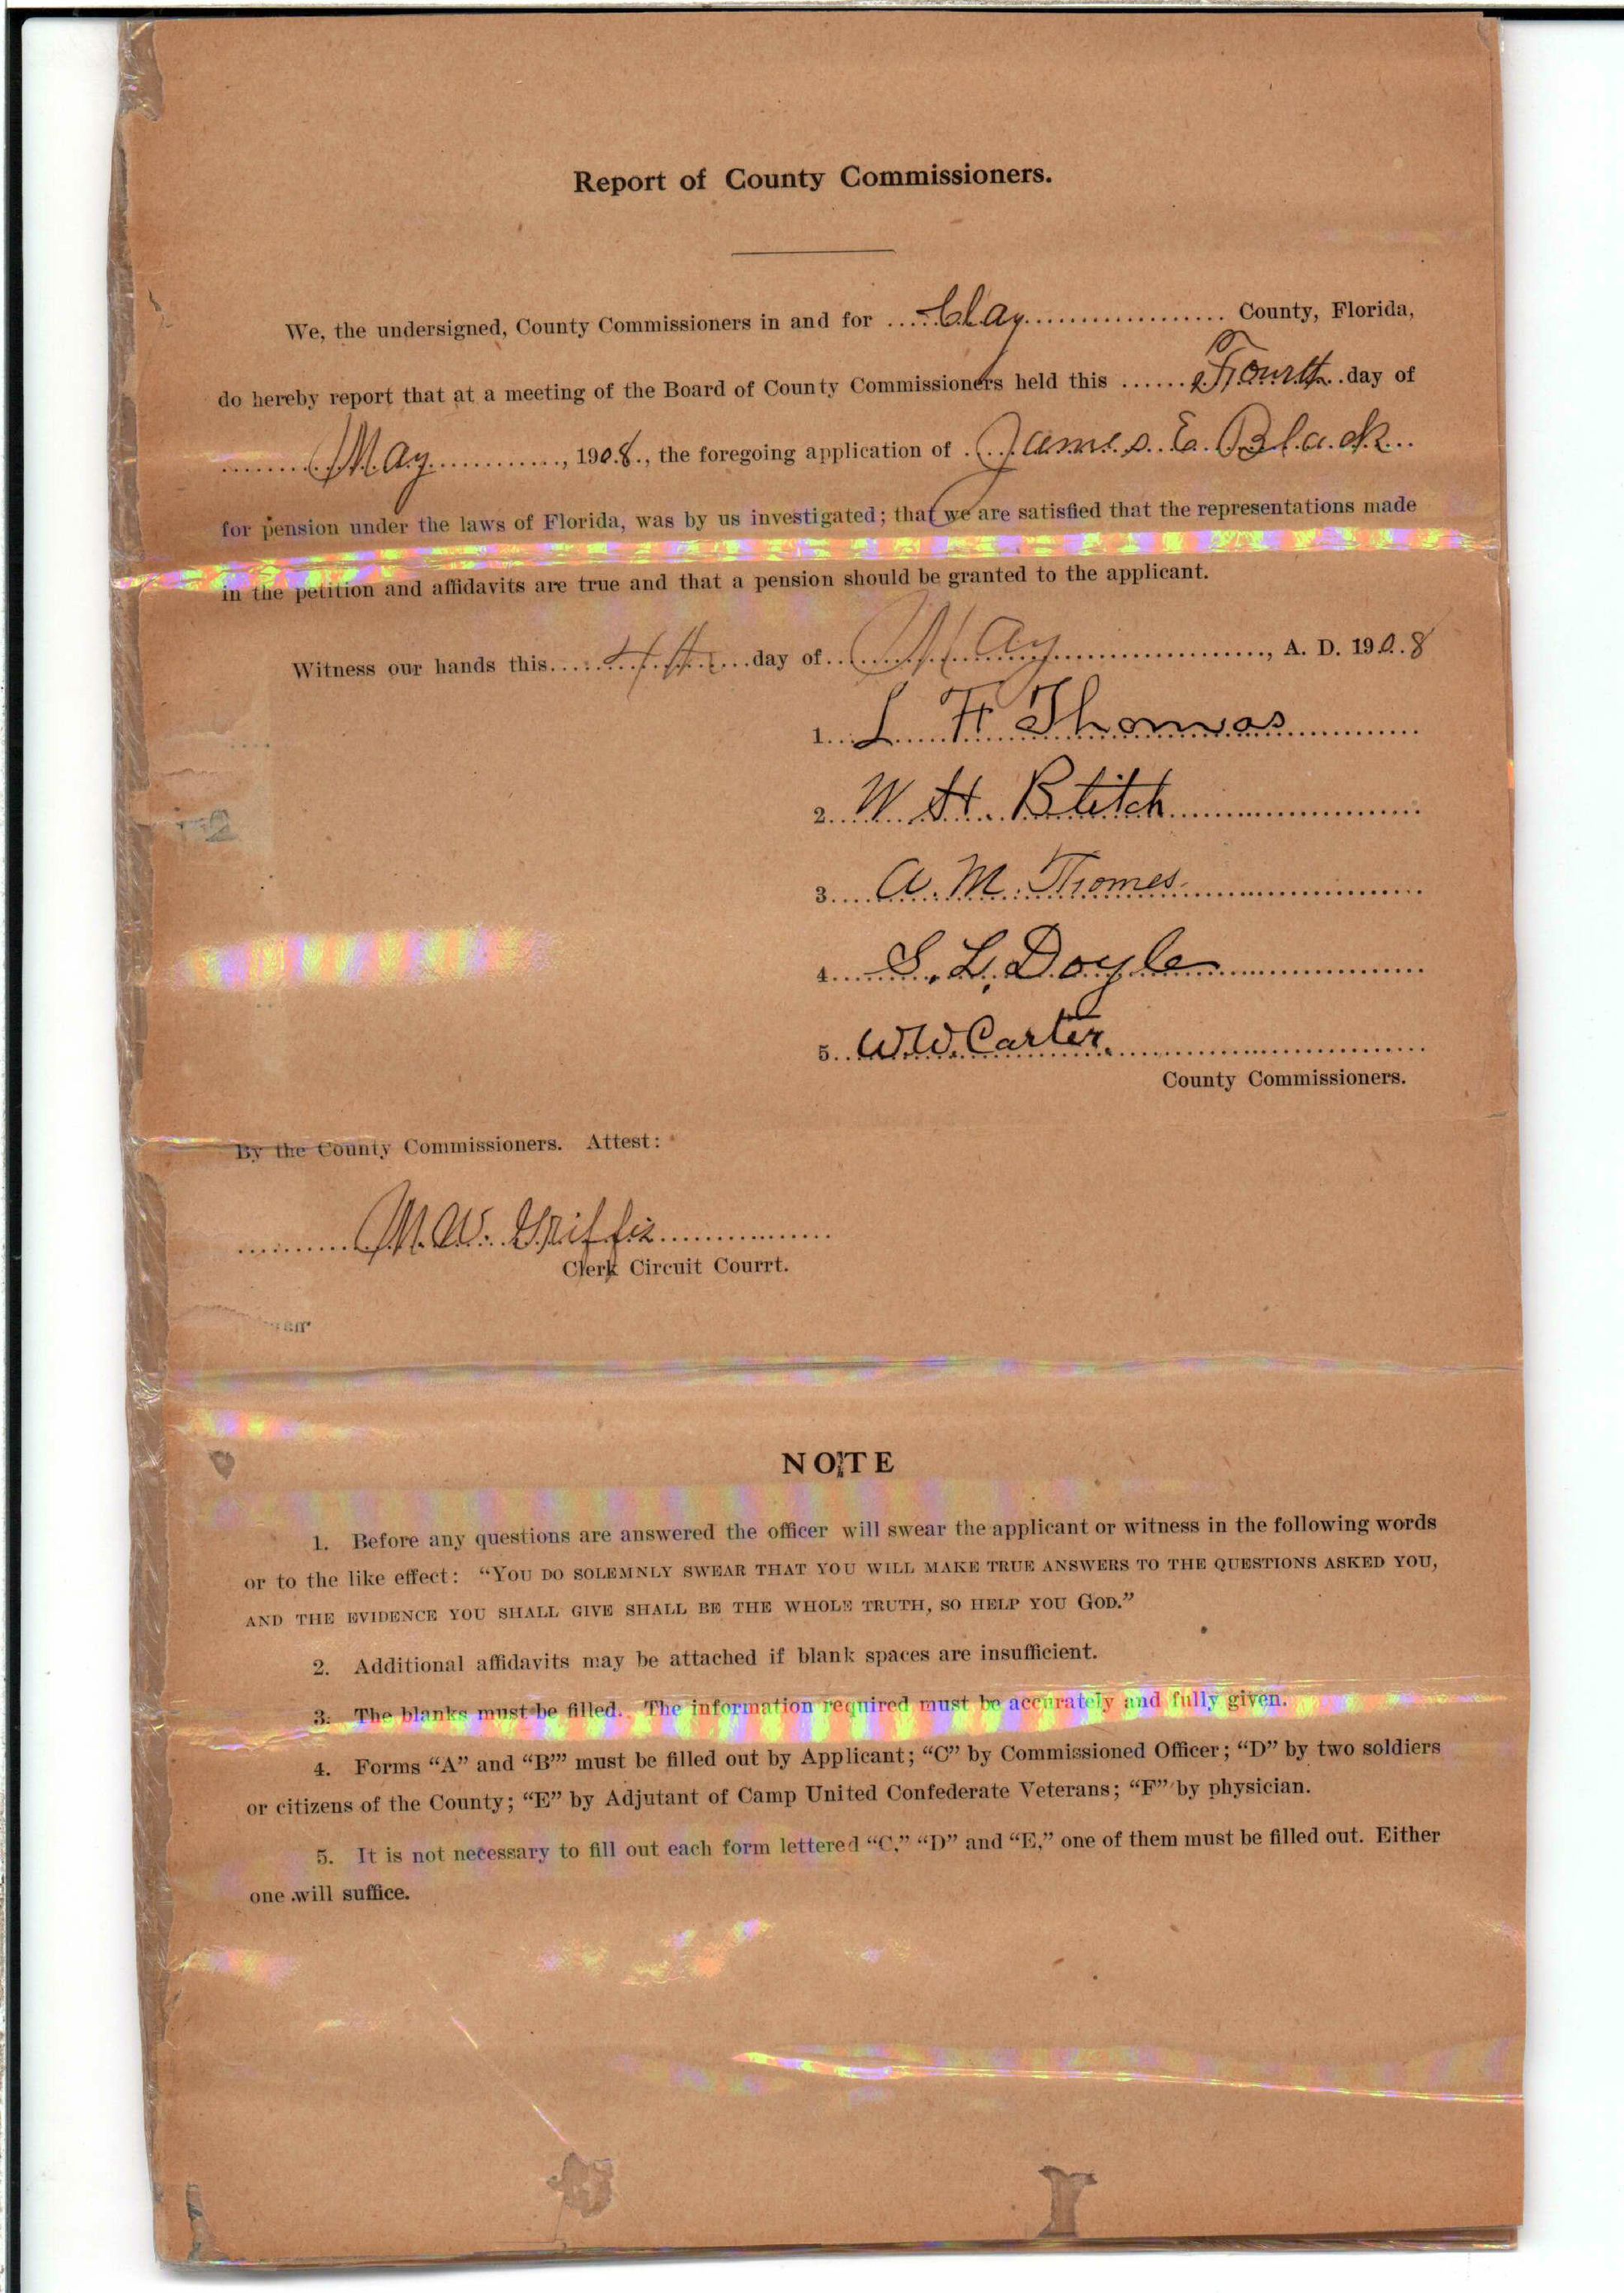 Report of County Commissioners.
We, the undersigned, County Commissioners in and for Clay County, Florida,
do hereby report that at a meeting of the Board of County Commissioners held this Fourth day of
May, 1908, the foregoing application of James E. Black
for pension under the laws of Florida, was by us investigated; that we are satisfied that the representations made
in the petition and affidavits are true and that a pension should be granted to the applicant.
Witness our hands this 4th day of May, A. D. 1908
1. L F Thomas
2. W H. Blitch
3. A. M. Thomes
4. S. L. Doyle
5. W. W. Carter.
County Commissioners.
By the County Commissioners. Attest:
M. W. Griffis
Clerk Circuit Courrt.
NOTE
1. Before any questions are answered the officer will swear the applicant or witness in the following words
or to the like effect: “YOU DO SOLEMNLY SWEAR THAT YOU WILL MAKE TRUE ANSWERS TO THE QUESTIONS ASKED YOU,
AND THE EVIDENCE YOU SHALL GIVE SHALL BE THE WHOLE TRUTH, SO HELP YOU GOD.”
2. Additional affidavits may be attached if blank spaces are insufficient.
3. The blanks must be filled. The information required must be accurately and fully given.
4. Forms “A” and “B’” must be filled out by Applicant; “C” by Commissioned Officer; “D” by two soldiers
or citizens of the County; “E” by Adjutant of Camp United Confederate Veterans; “F” by physician.
5. It is not necessary to fill out each form lettered “C,” “D” and “E,” one of them must be filled out. Either
one will suffice.